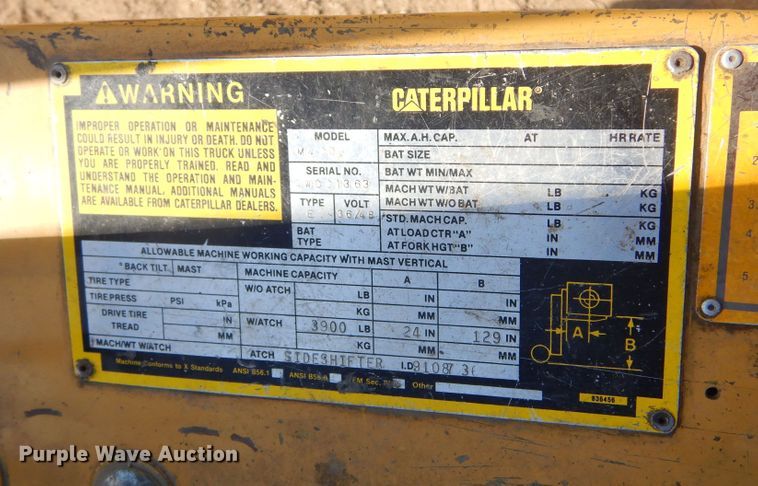 WARNING
CATERPILLAR®
IMPROPER OPERATION OR MAINTENANCE
COULD RESULT IN INJURY OR DEATH. DO NOT
OPERATE OR WORK ON THIS TRUCK UNLESS
YOU ARE PROPERLY TRAINED. READ AND
UNDERSTAND THE OPERATION AND MAIN-
TENANCE MANUAL. ADDITIONAL MANUALS
ARE AVAILABLE FROM CATERPILLAR DEALERS.
MODEL
SERIAL NO.
TYPE VOLT
E 36/48
BAT
TYPE
MAX. A.H. CAP. AT HR RATE
BAT SIZE
BAT WT MIN/MAX
MACH WT W/BAT LB KG
MACH WT W/O BAT LB KG
*STD. MACH CAP. LB KG
AT LOAD CTR "A" IN MM
AT FORK HGT "B" IN MM
ALLOWABLE MACHINE WORKING CAPACITY WITH MAST VERTICAL
°BACK TILT MAST MACHINE CAPACITY A B
TIRE TYPE W/O ATCH LB IN IN
TIRE PRESS PSI kPa KG MM MM
DRIVE TIRE IN W/ATCH 3900 LB 24 IN 129 IN
TREAD MM KG MM MM
MACH/WT W/ATCH ATCH SIDESHIFTER I.D.
Machine Conforms to X Standards ANSI B56.1 Other
A
B
836456
2
3.
4.
5.
Purple Wave Auction